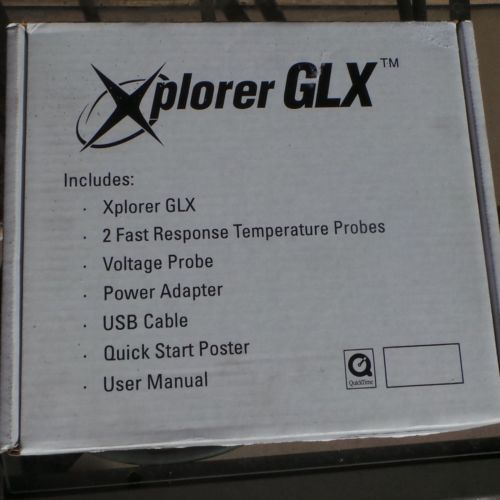 Xplorer GLX™
Includes:
· Xplorer GLX
· 2 Fast Response Temperature Probes
· Voltage Probe
· Power Adapter
· USB Cable
· Quick Start Poster
· User Manual
QuickTime